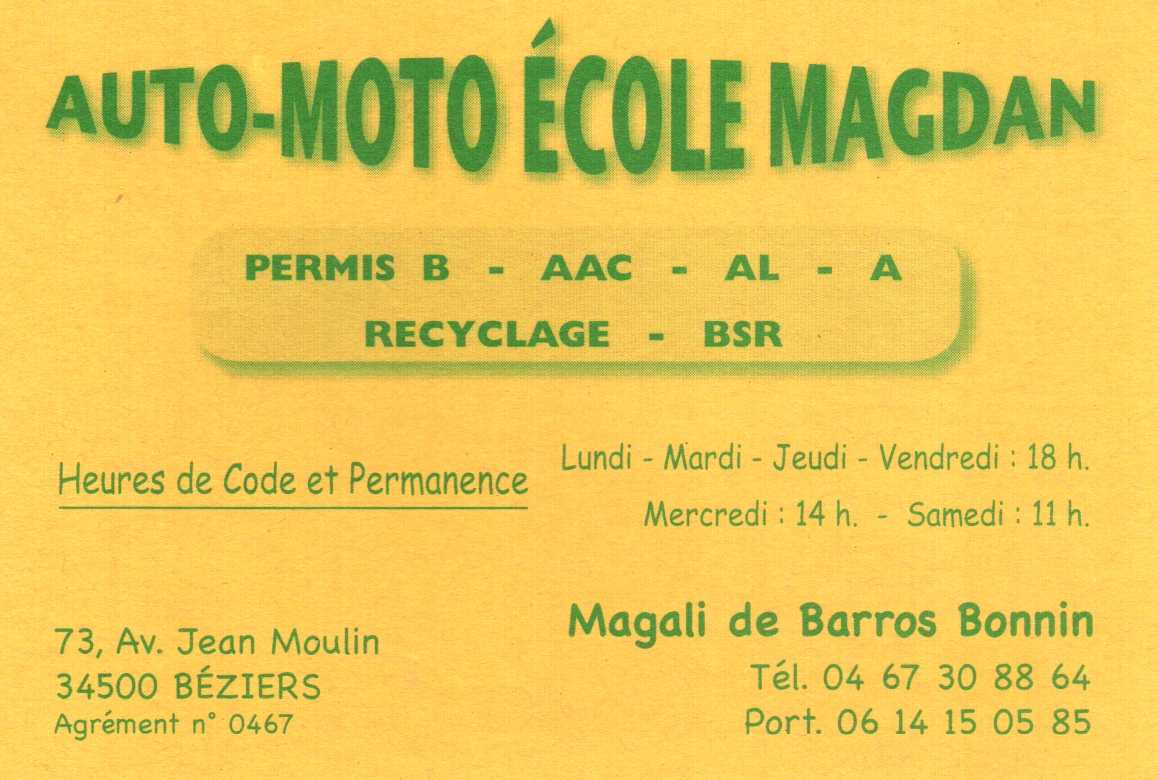 AUTO-MOTO ÉCOLE MAGDAN
PERMIS B - AAC - AL - A
RECYCLAGE - BSR
Heures de Code et Permanence
Lundi - Mardi - Jeudi - Vendredi : 18 h.
Mercredi : 14 h. - Samedi : 11 h.
73, Av. Jean Moulin
34500 BÉZIERS
Agrément n° 0467
Magali de Barros Bonnin
Tél. 04 67 30 88 64
Port. 06 14 15 05 85